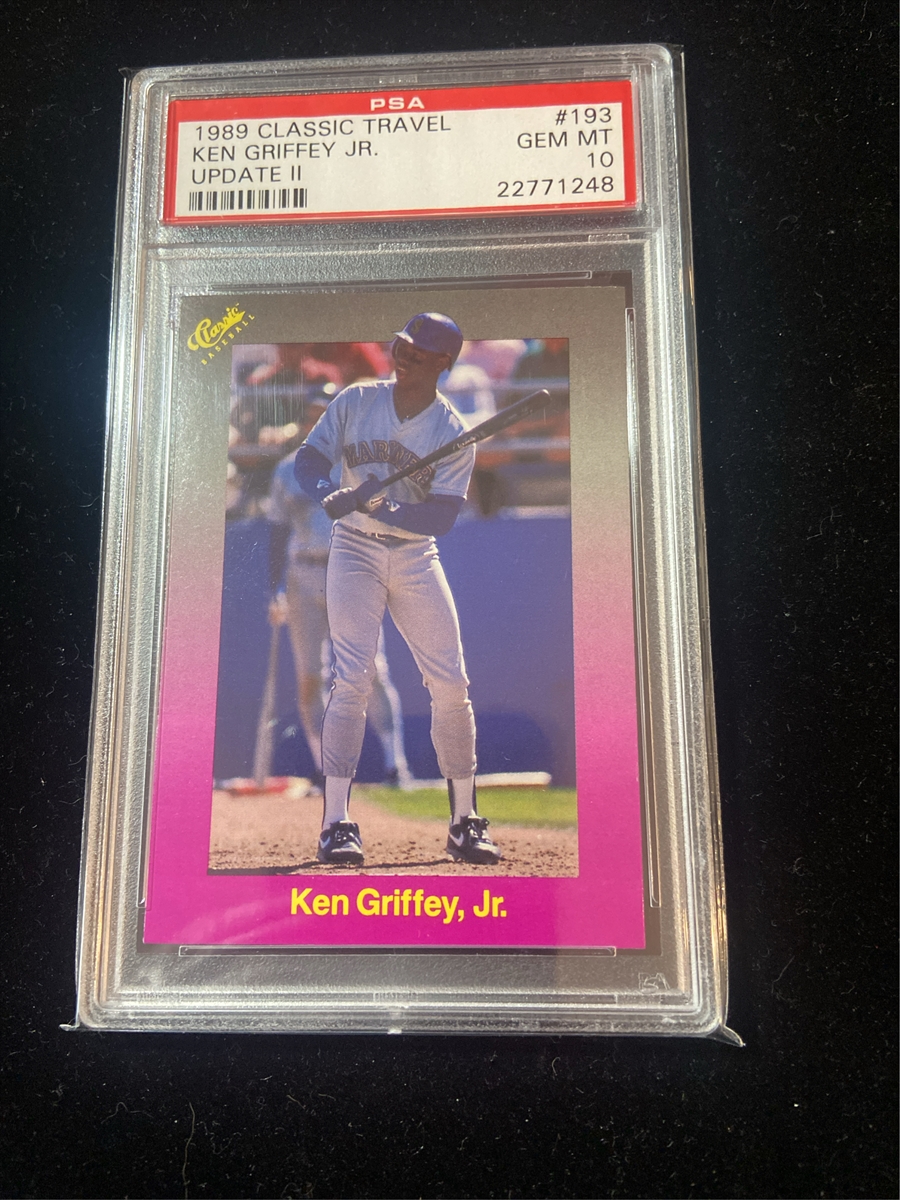 PSA
1989 CLASSIC TRAVEL #193
KEN GRIFFEY JR. GEM MT
UPDATE II 10
22771248
Classic
BASEBALL
MARINERS
Ken Griffey, Jr.